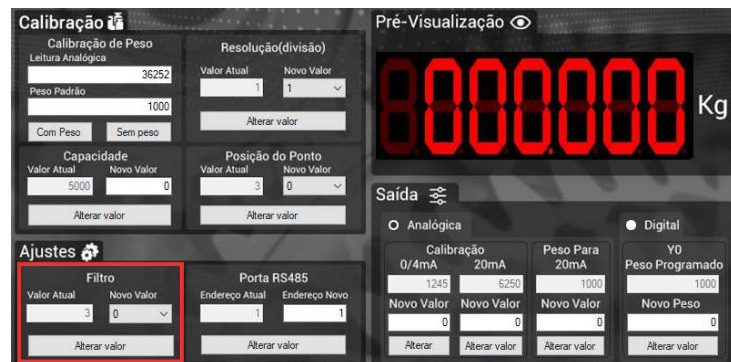 Calibração
Calibração de Peso
Leitura Analógica
36252
Peso Padrão
1000
Com Peso Sem peso
Resolução(divisão)
Valor Atual Novo Valor
1 1
Alterar valor
Capacidade
Valor Atual Novo Valor
5000 0
Alterar valor
Posição do Ponto
Valor Atual Novo Valor
3 0
Alterar valor
Ajustes
Filtro
Valor Atual Novo Valor
3 0
Alterar valor
Porta RS485
Endereço Atual Endereço Novo
1 1
Alterar valor
Pré-Visualização
000.000 Kg
Saída
Analógica
Calibração
0/4mA 20mA
1245 6250
Novo Valor Novo Valor
0 0
Alterar Alterar valor
Peso Para
20mA
1000
Novo Valor
0
Alterar valor
Digital
Y0
Peso Programado
1000
Novo Peso
0
Alterar valor